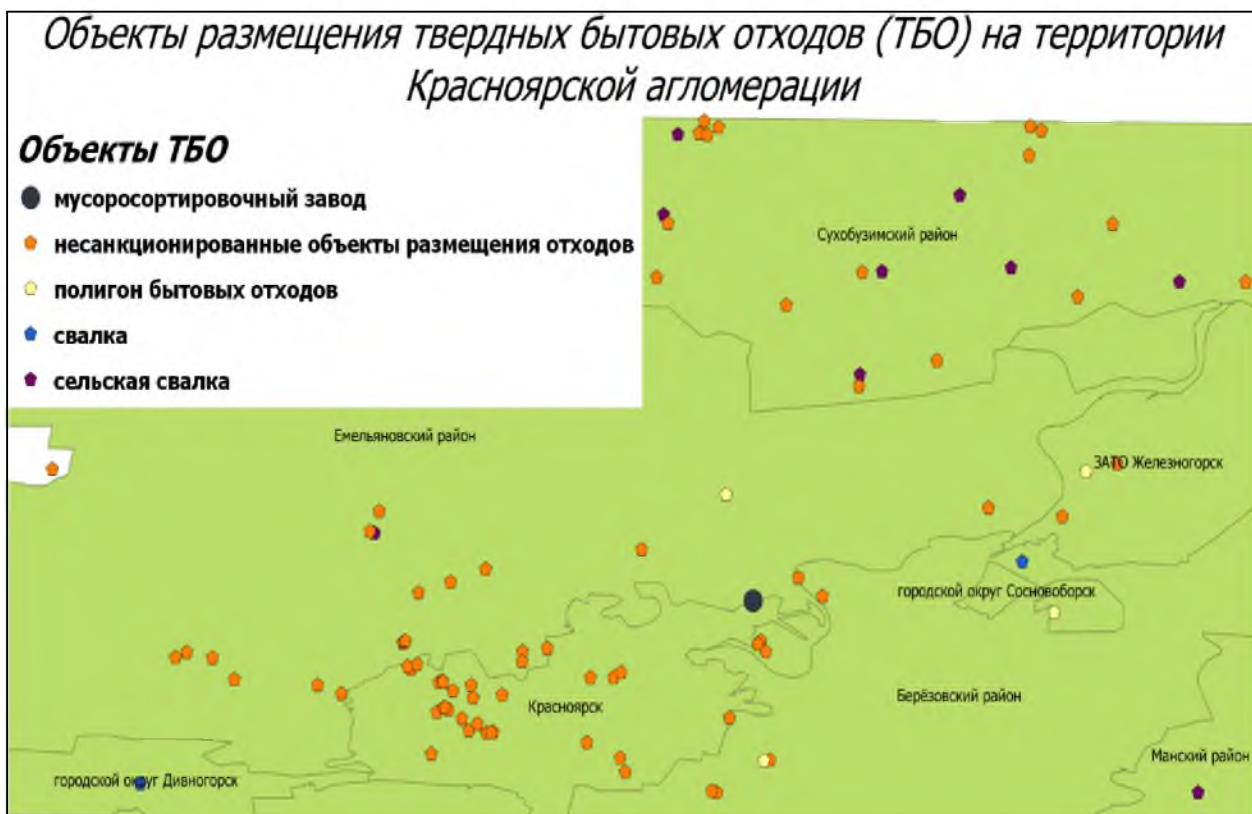 Объекты размещения твердных бытовых отходов (ТБО) на территории
Красноярской агломерации
Объекты ТБО
мусоросортировочный завод
несанкционированные объекты размещения отходов
полигон бытовых отходов
свалка
сельская свалка
Сухобузимский район
Емельяновский район
ЗАТО Железногорск
городской округ Сосновоборск
Берёзовский район
Красноярск
Манский район
городской округ Дивногорск